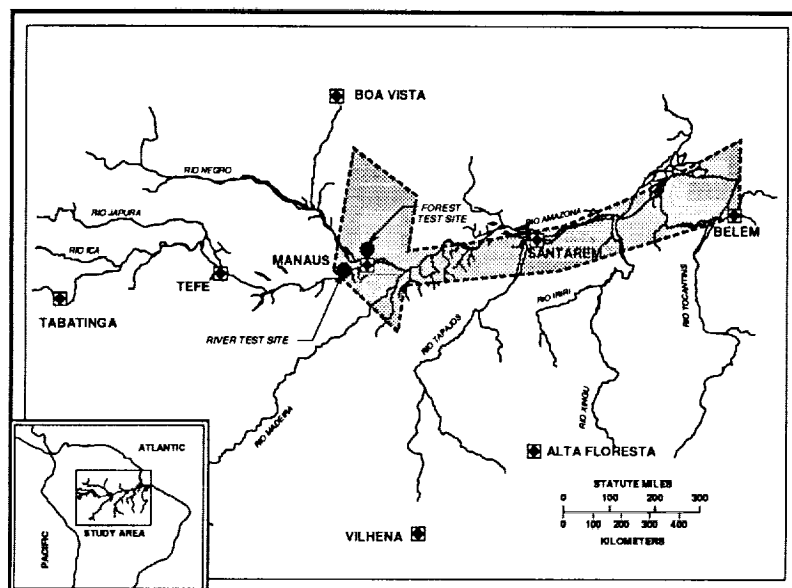 BOA VISTA
RIO NEGRO
FOREST
TEST SITE
RIO JAPURA
RIO AMAZONA
RIO ICA
MANAUS
SANTAREM
BELEM
TEFE
TABATINGA
RIVER TEST SITE
RIO TAPAJOS
RIO IRIRI
RIO TOCANTINS
RIO MADEIRA
RIO XINGU
ALTA FLORESTA
VILHENA
STATUTE MILES
0 100 200 300
0 100 200 300 400
KILOMETERS
ATLANTIC
STUDY AREA
PACIFIC